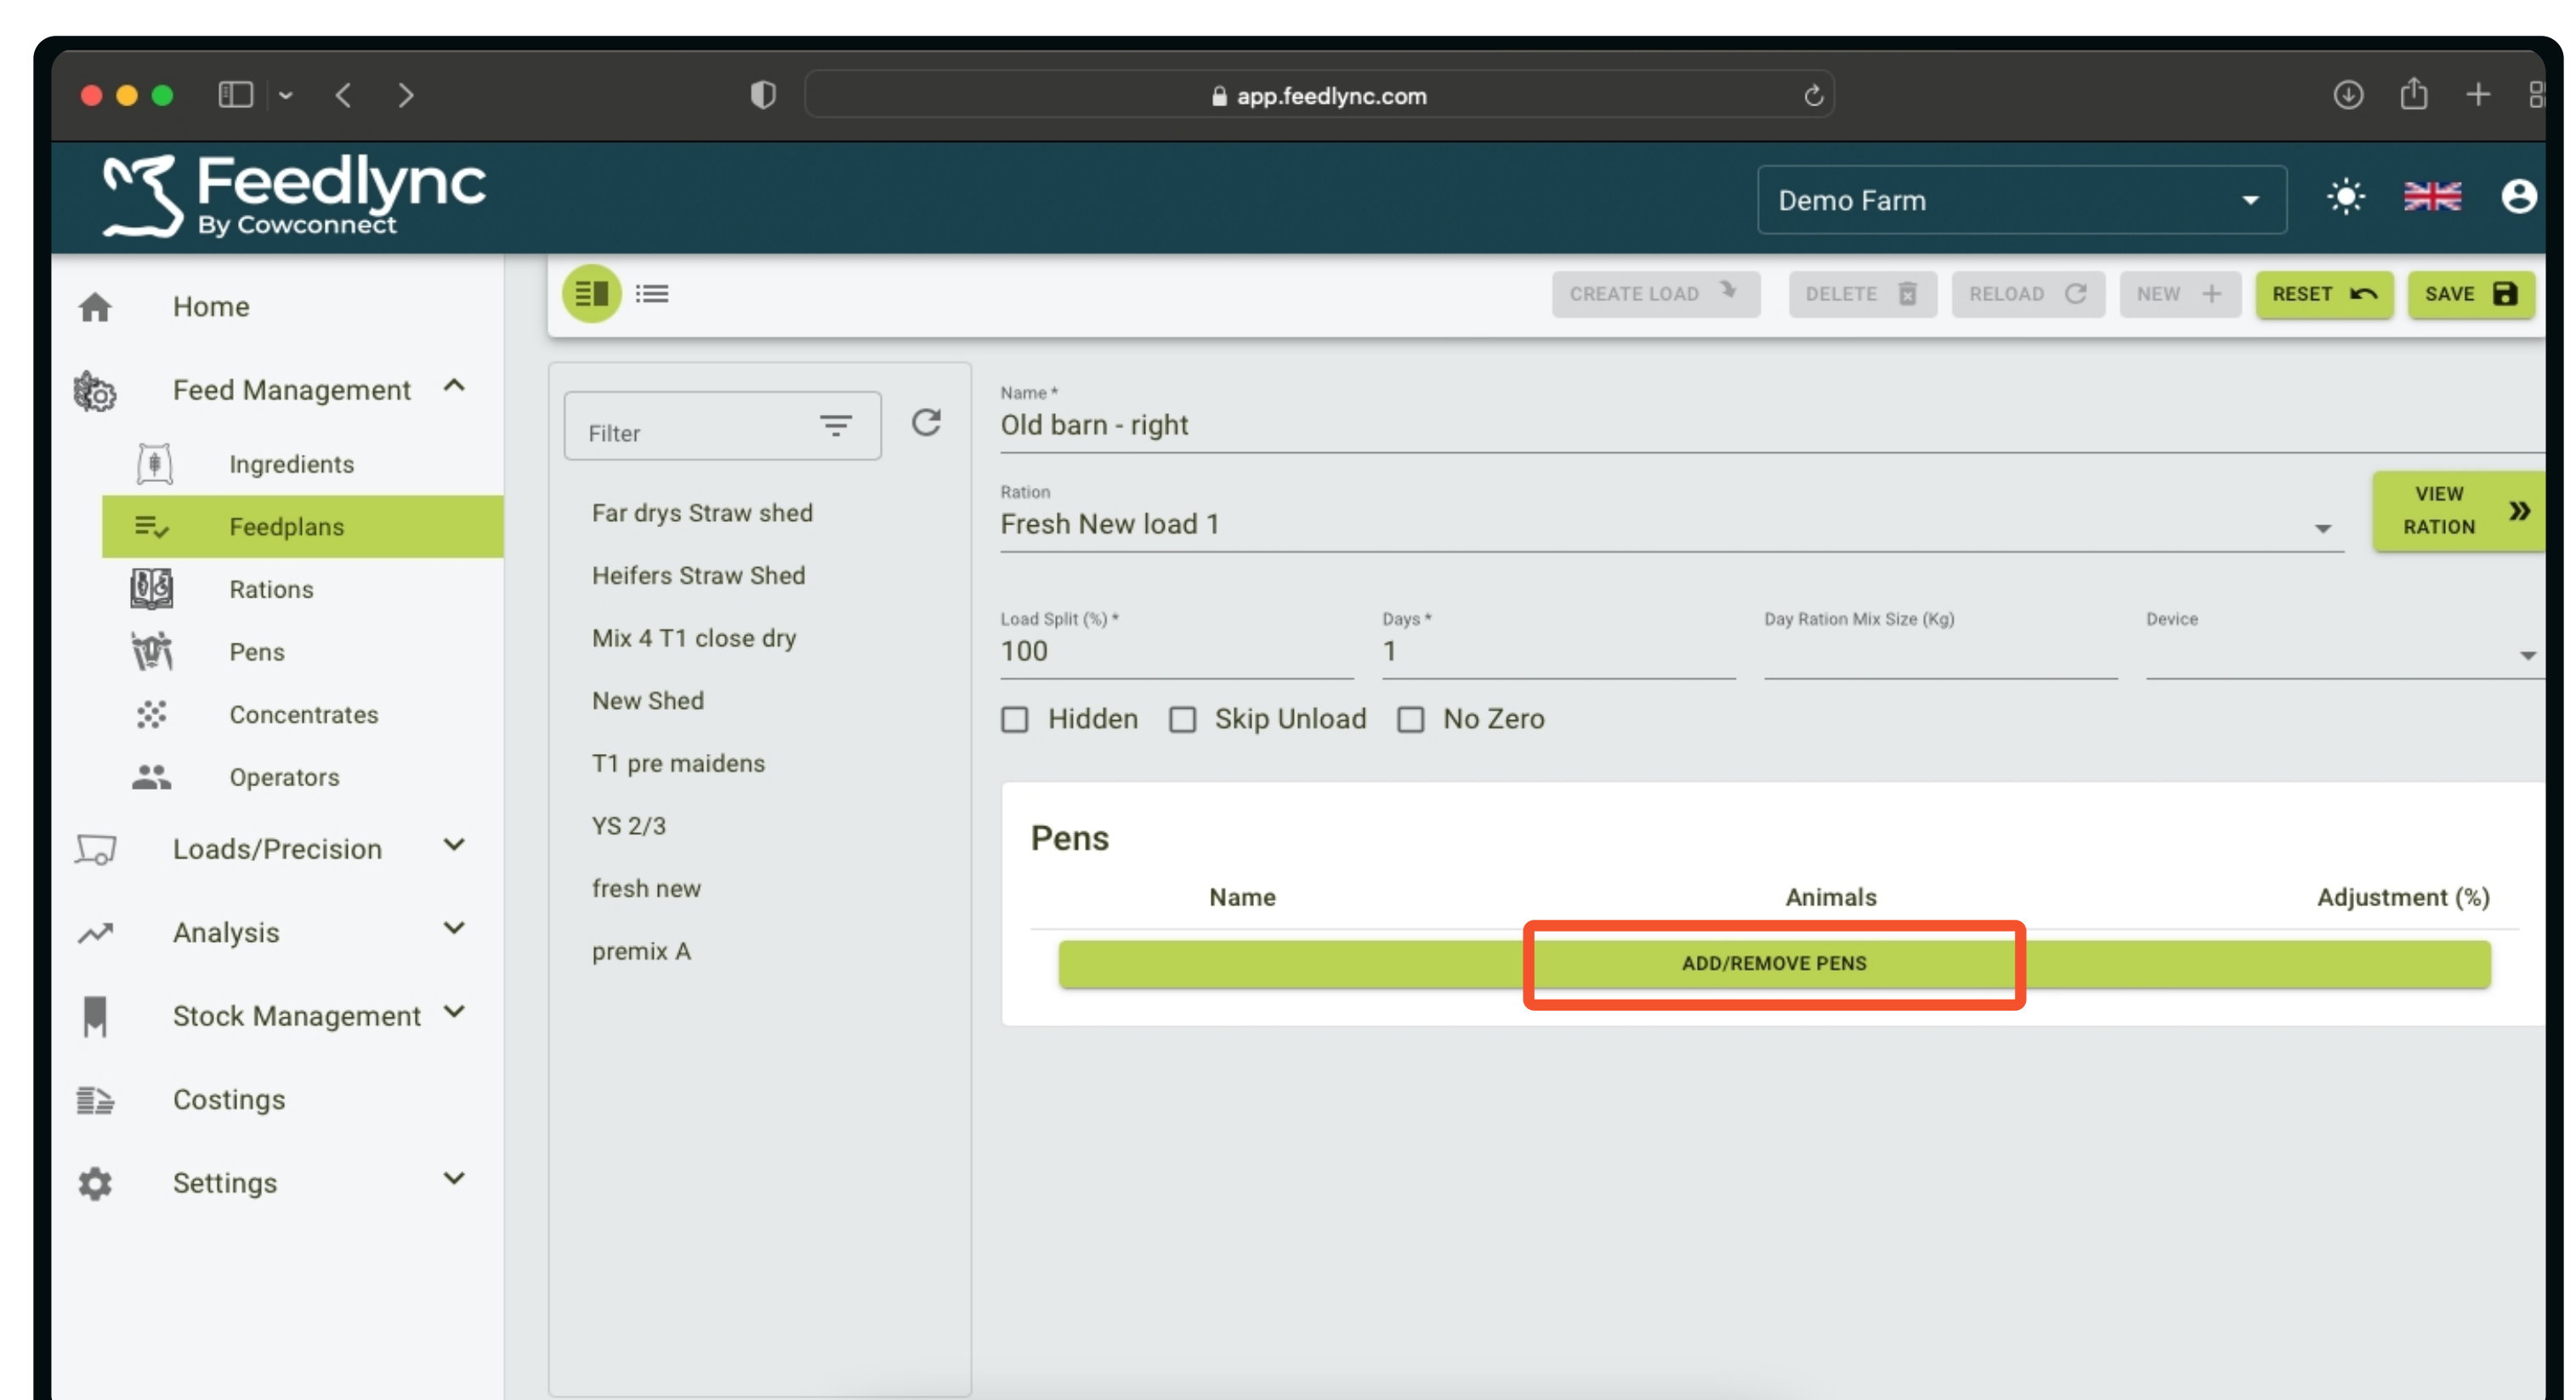 app.feedlync.com
Feedlync
By Cowconnect
Demo Farm
CREATE LOAD
DELETE
RELOAD
NEW
RESET
SAVE
Home
Feed Management
Ingredients
Feedplans
Rations
Pens
Concentrates
Operators
Loads/Precision
Analysis
Stock Management
Costings
Settings
Filter
Far drys Straw shed
Heifers Straw Shed
Mix 4 T1 close dry
New Shed
T1 pre maidens
YS 2/3
fresh new
premix A
Name *
Old barn - right
Ration
Fresh New load 1
VIEW
RATION
Load Split (%) *
100
Days *
1
Day Ration Mix Size (Kg)
Device
Hidden
Skip Unload
No Zero
Pens
Name
Animals
Adjustment (%)
ADD/REMOVE PENS